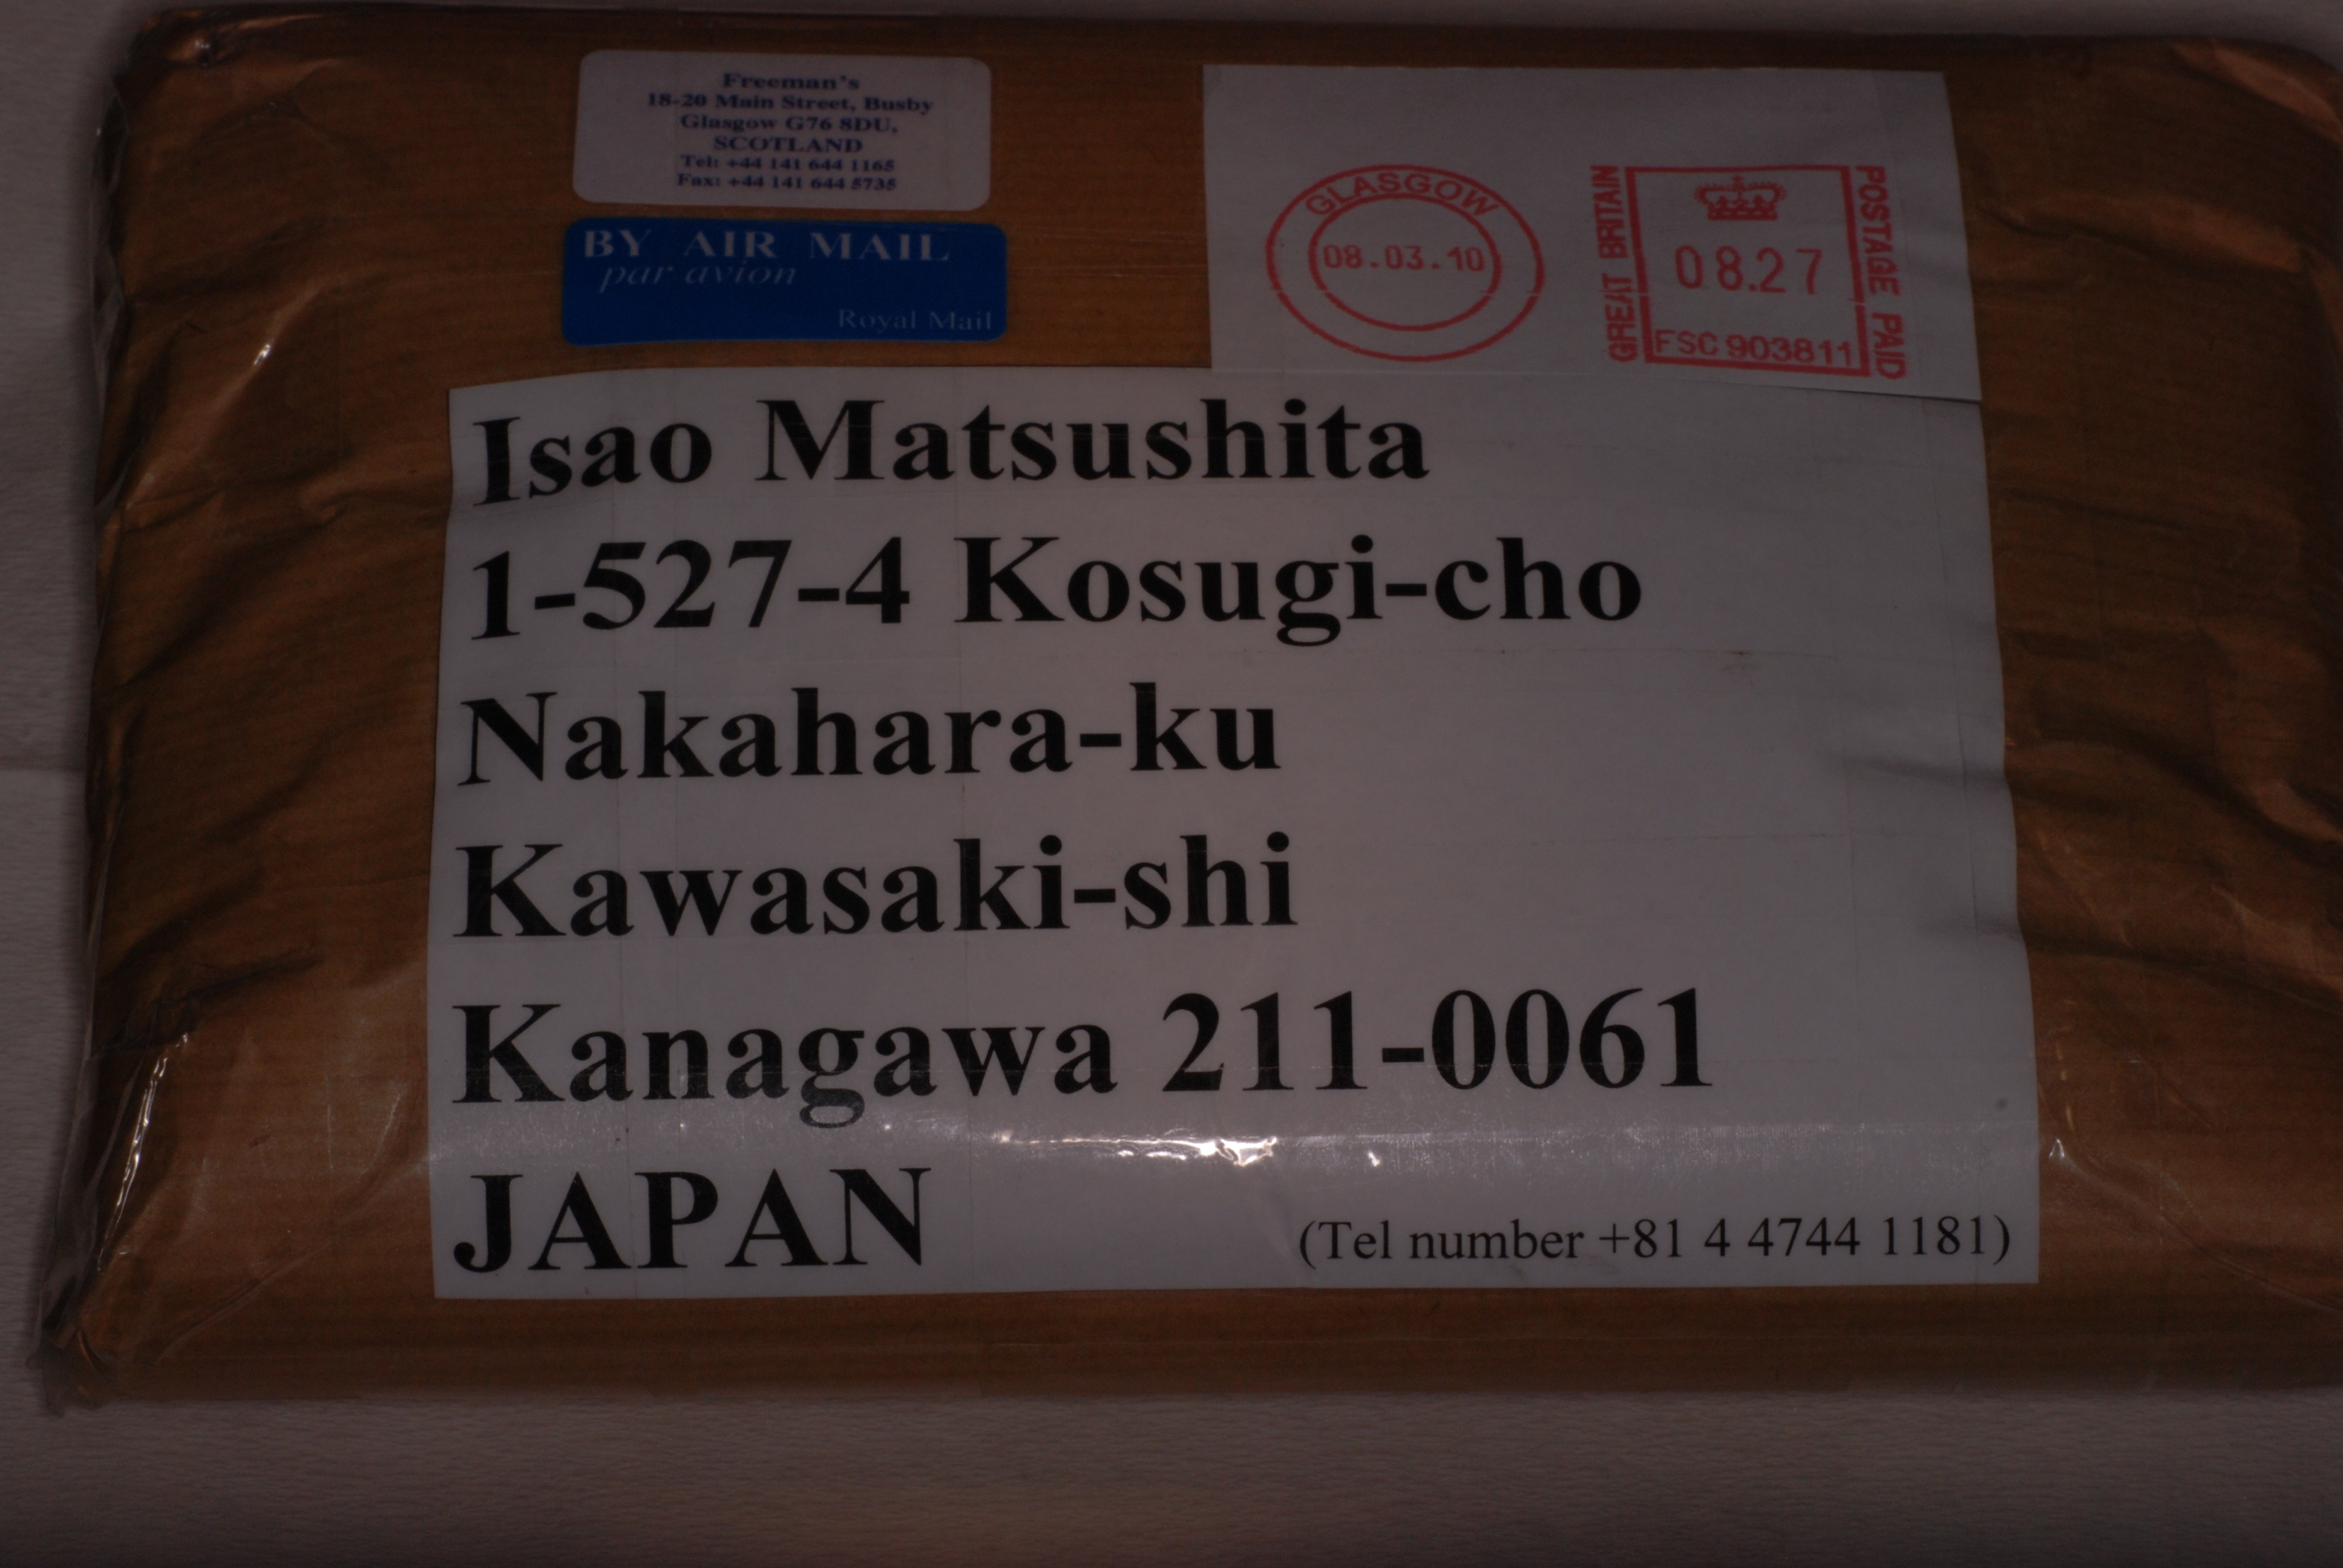 Freeman's
18-20 Main Street, Busby
Glasgow G76 8DU,
SCOTLAND
Tel: +44 141 644 1165
Fax: +44 141 644 5735
BY AIR MAIL
par avion
Royal Mail
GLASGOW
08.03.10
GREAT BRITAIN
08.27
FSC 903811
POSTAGE PAID
Isao Matsushita
1-527-4 Kosugi-cho
Nakahara-ku
Kawasaki-shi
Kanagawa 211-0061
JAPAN
(Tel number +81 4 4744 1181)